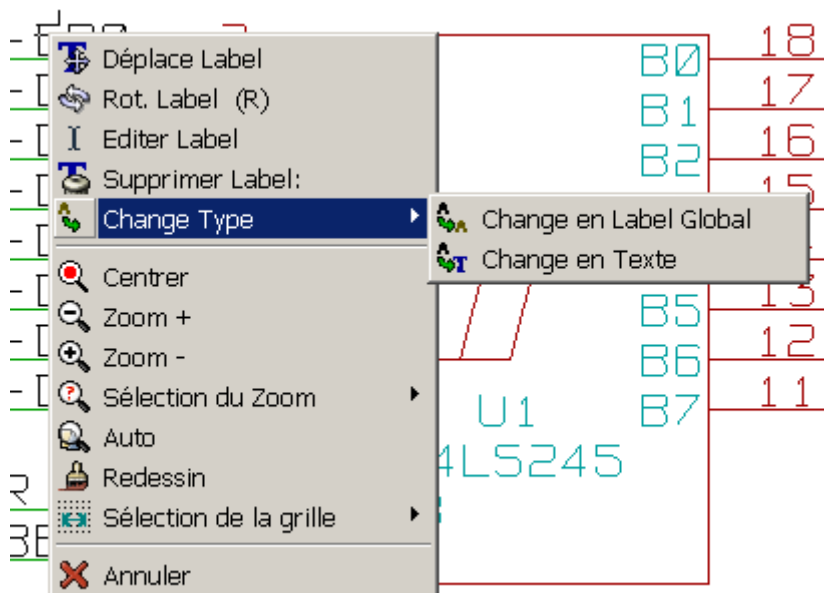 18
B0
Déplace Label
17
Rot. Label (R)
B1
Editer Label
16
B2
Supprimer Label:
15
Change Type
Change en Label Global
Change en Texte
Centrer
13
Zoom +
B5
12
Zoom -
B6
11
Sélection du Zoom
U1
B7
Auto
4LS245
Redessin
R
Sélection de la grille
BE
Annuler